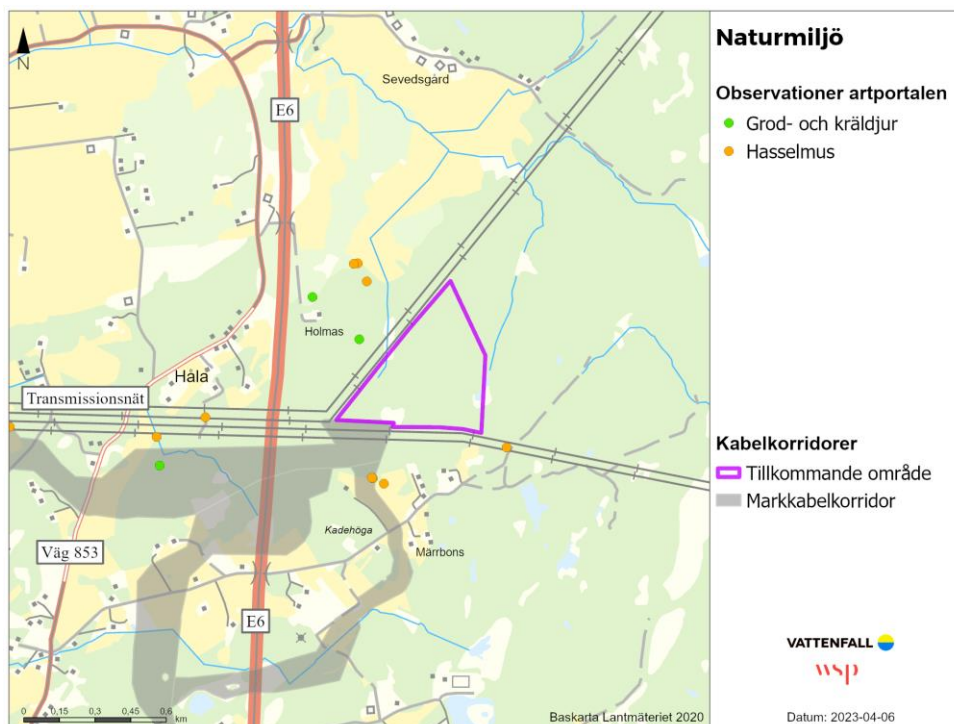 N
Sevedsgård
E6
Holmas
Håla
Transmissionsnät
Kadehöga
Märrbons
Väg 853
E6
0 0,15 0,3 0,45 0,6
km
Baskarta Lantmäteriet 2020
Naturmiljö
Observationer artportalen
Grod- och kräldjur
Hasselmus
Kabelkorridorer
Tillkommande område
Markkabelkorridor
VATTENFALL
wsp
Datum: 2023-04-06